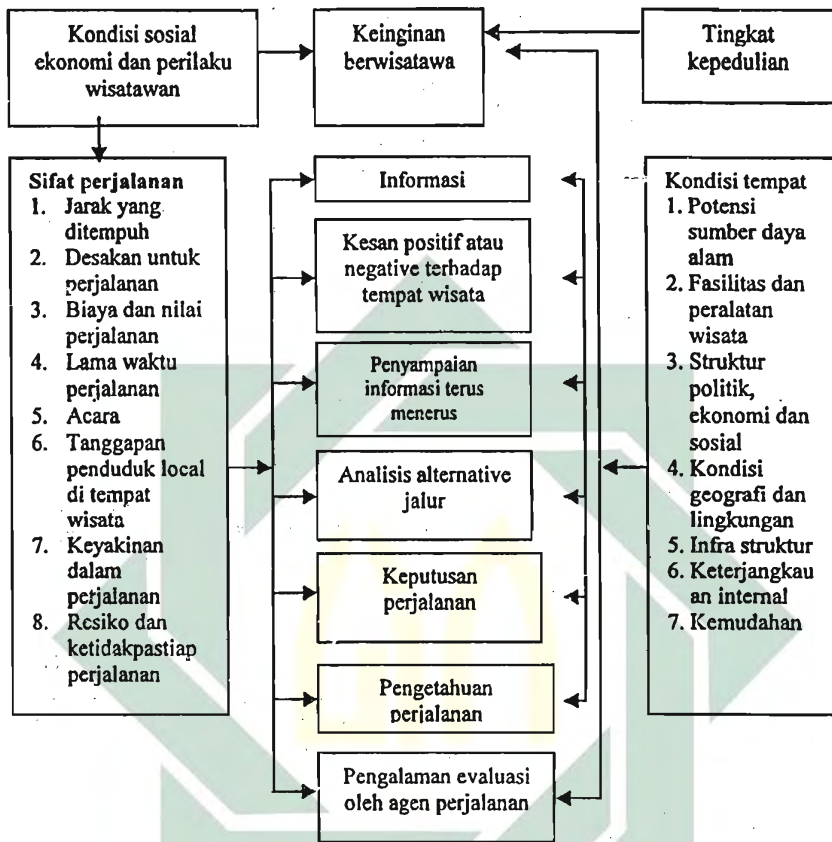 Kondisi sosial
ekonomi dan perilaku
wisatawan
Keinginan
berwisatawa
Tingkat
kepedulian
Sifat perjalanan
1. Jarak yang
ditempuh
2. Desakan untuk
perjalanan
3. Biaya dan nilai
perjalanan
4. Lama waktu
perjalanan
5. Acara
6. Tanggapan
penduduk local
di tempat
wisata
7. Keyakinan
dalam
perjalanan
8. Resiko dan
ketidakpastiap
perjalanan
Informasi
Kesan positif atau
negative terhadap
tempat wisata
Penyampaian
informasi terus
menerus
Analisis alternative
jalur
Keputusan
perjalanan
Pengetahuan
perjalanan
Pengalaman evaluasi
oleh agen perjalanan
Kondisi tempat
1. Potensi
sumber daya
alam
2. Fasilitas dan
peralatan
wisata
3. Struktur
politik,
ekonomi dan
sosial
4. Kondisi
geografi dan
lingkungan
5. Infra struktur
6. Keterjangkau
an internal
7. Kemudahan